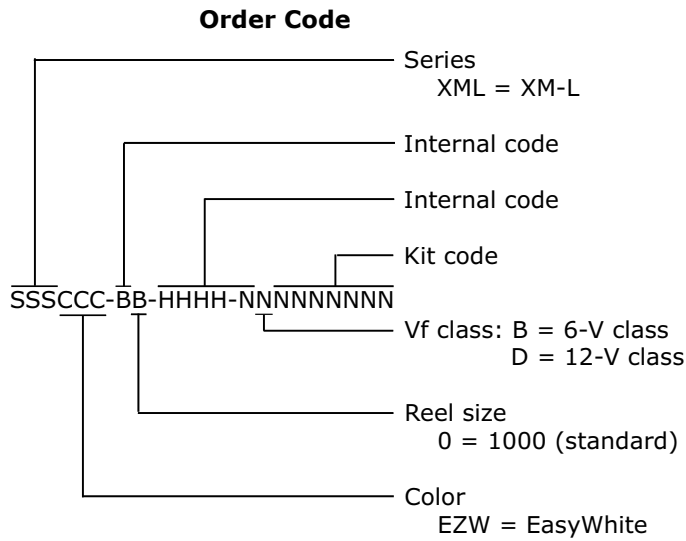 Order Code
Series
XML = XM-L
Internal code
Internal code
Kit code
SSSCCC-BB-HHHH-NNNNNNNNNN
Vf class: B = 6-V class
D = 12-V class
Reel size
0 = 1000 (standard)
Color
EZW = EasyWhite